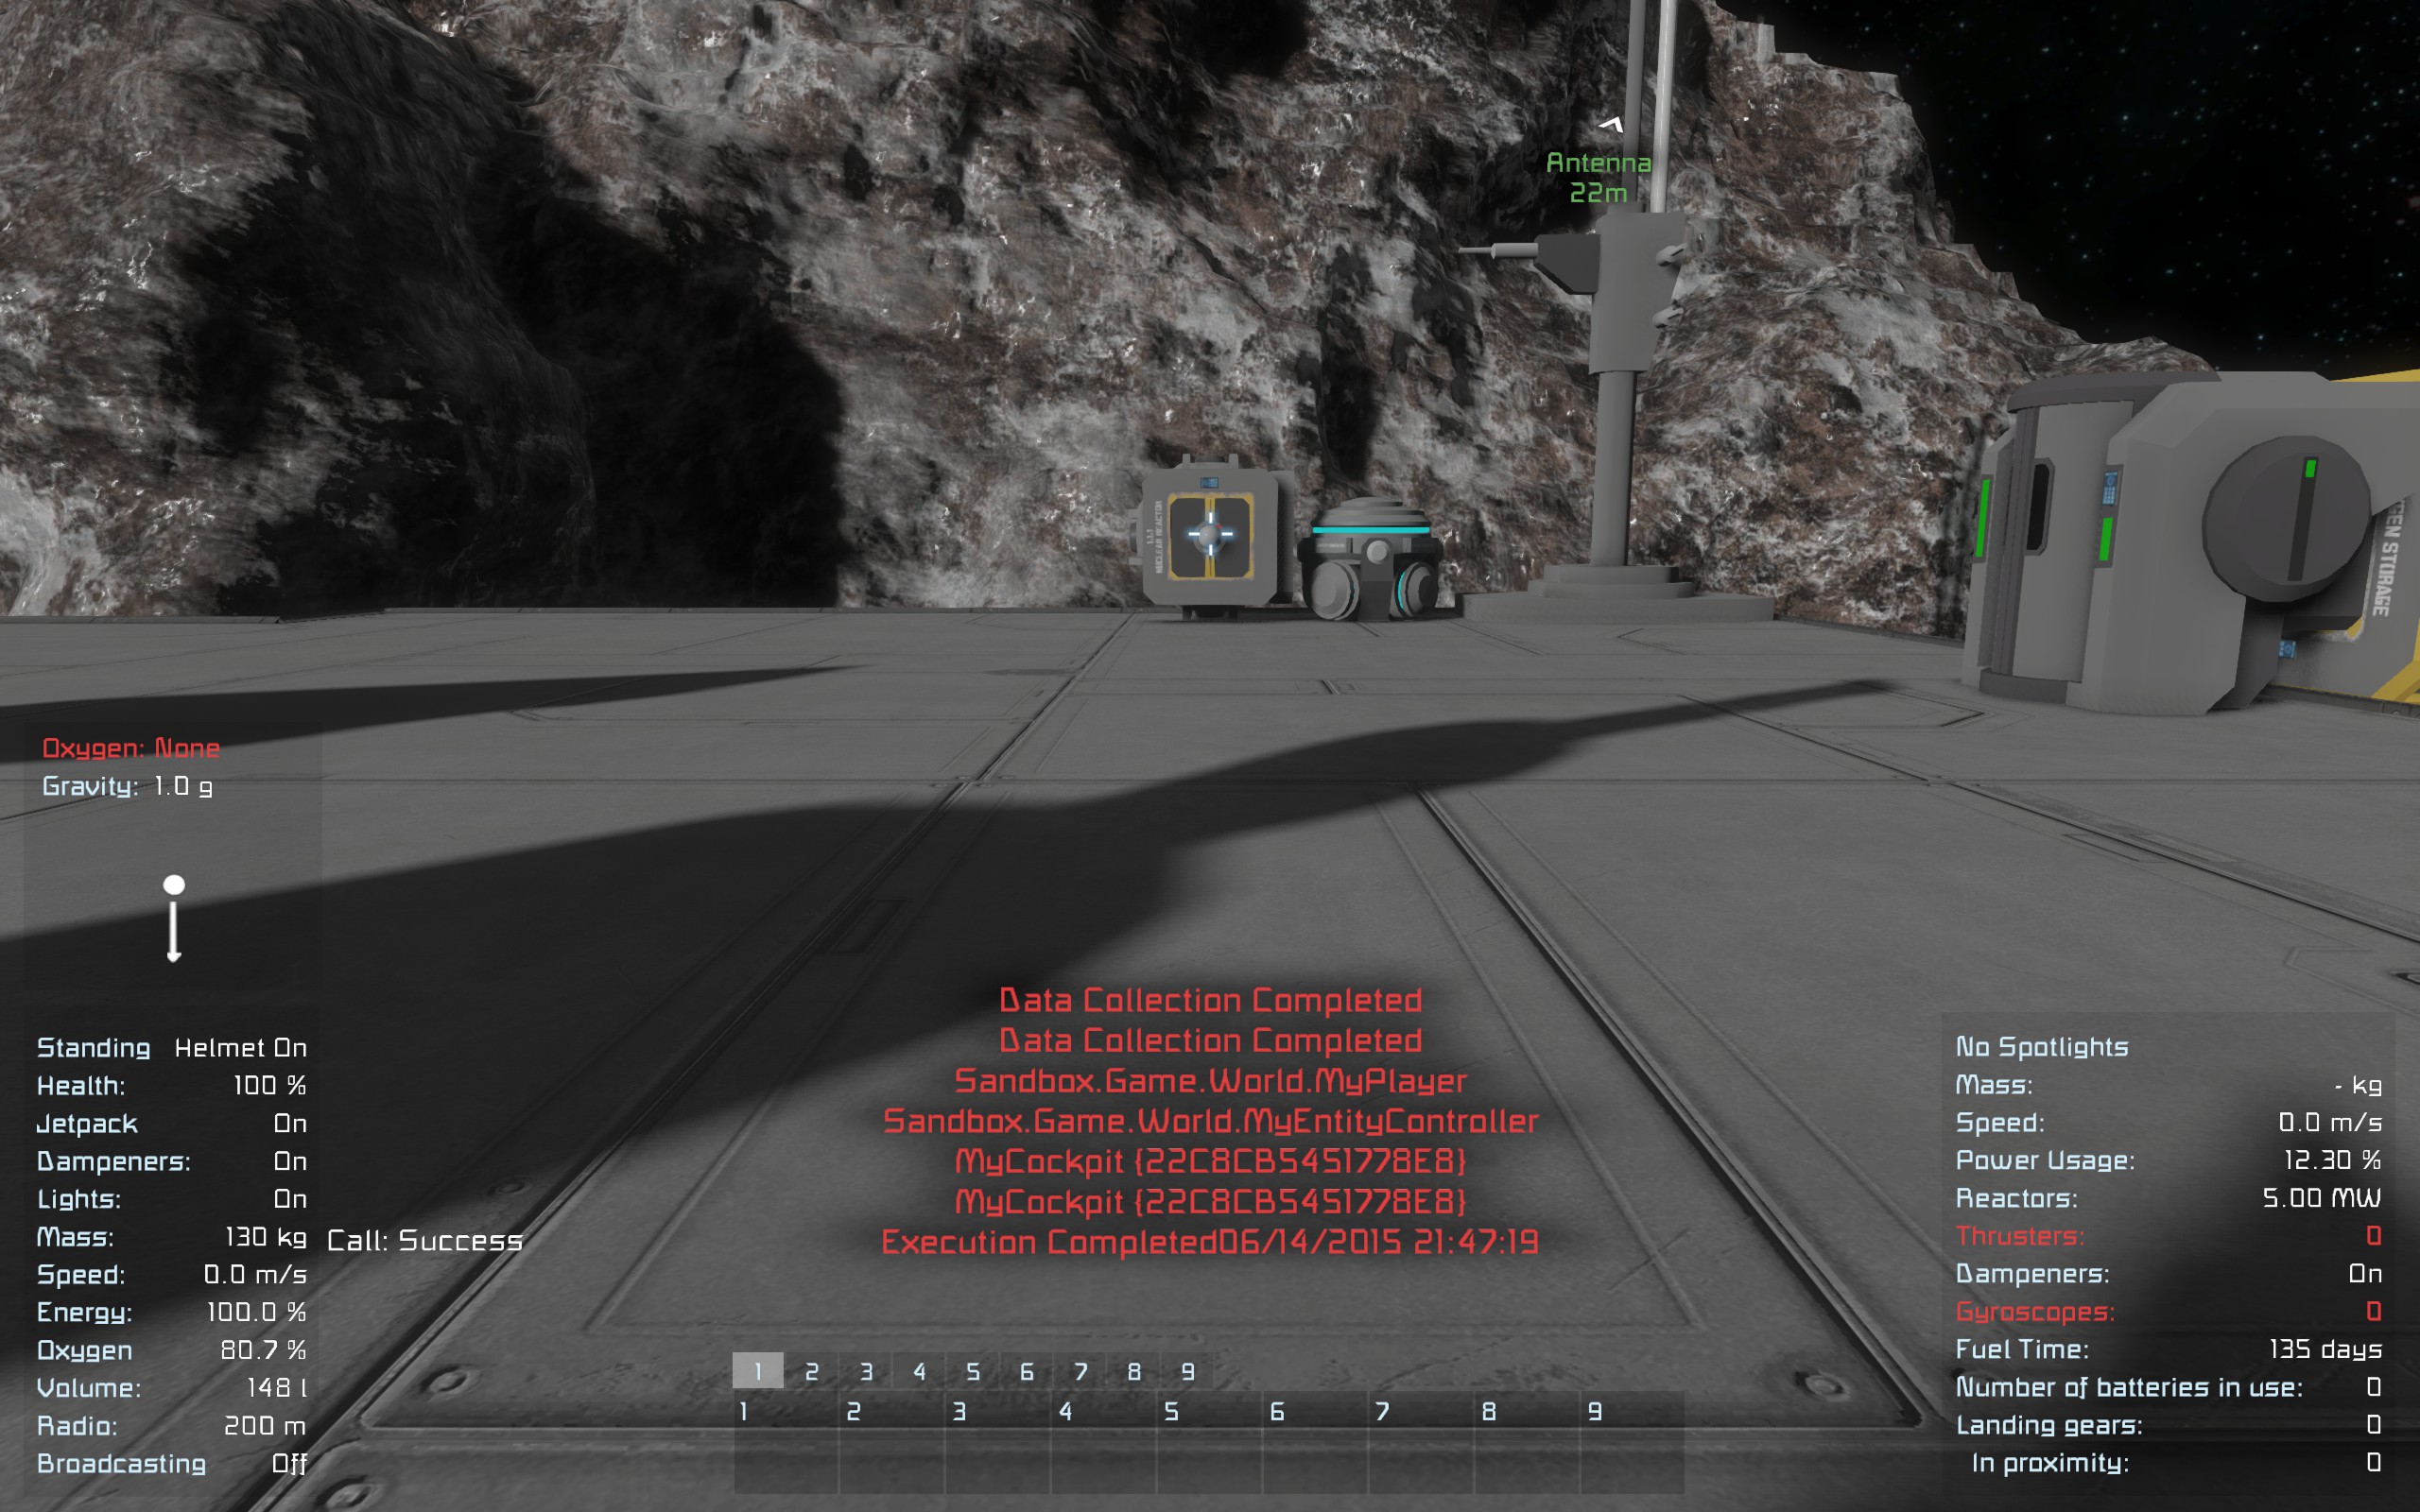 Antenna
22m
NUCLEAR REACTOR
EN STORAGE
Oxygen: None
Gravity: 1.0 g
Data Collection Completed
Data Collection Completed
Sandbox.Game.World.MyPlayer
Sandbox.Game.World.MyEntityController
MyCockpit {22C8CB5451778E8}
MyCockpit {22C8CB5451778E8}
Execution Completed06/14/2015 21:47:19
Standing Helmet On
Health: 100 %
Jetpack On
Dampeners: On
Lights: On
Mass: 130 kg
Call: Success
Speed: 0.0 m/s
Energy: 100.0 %
Oxygen 80.7 %
Volume: 148 l
Radio: 200 m
Broadcasting Off
No Spotlights
Mass: - kg
Speed: 0.0 m/s
Power Usage: 12.30 %
Reactors: 5.00 MW
Thrusters: 0
Dampeners: On
Gyroscopes: 0
Fuel Time: 135 days
Number of batteries in use: 0
Landing gears: 0
In proximity: 0
1 2 3 4 5 6 7 8 9
1 2 3 4 5 6 7 8 9